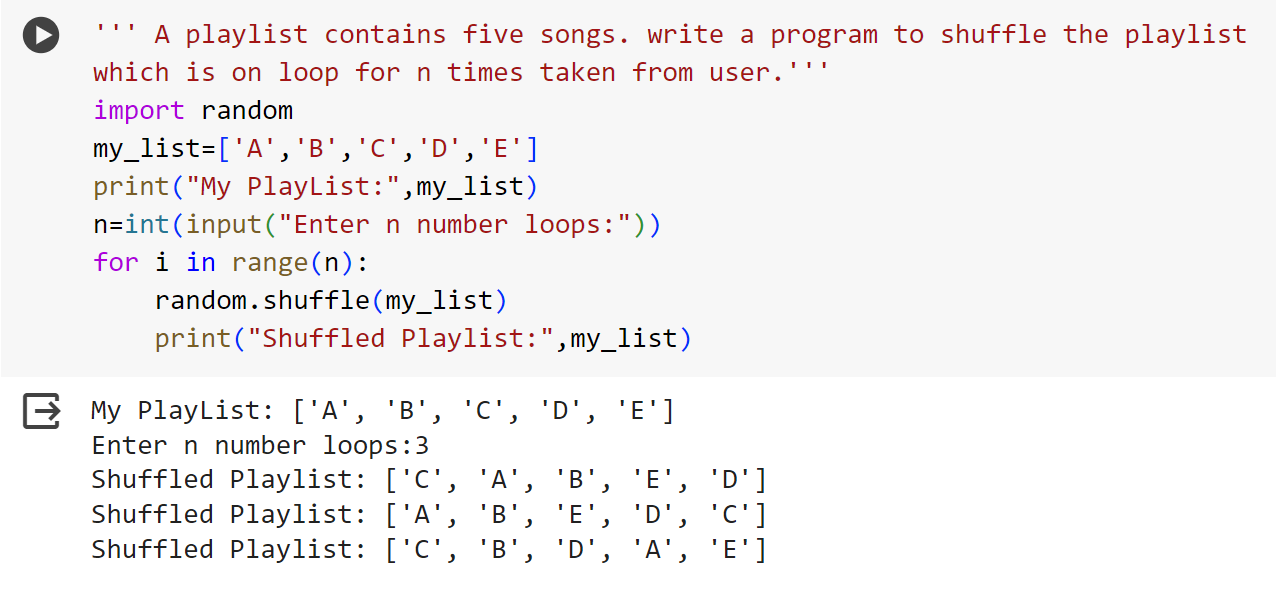 ''' A playlist contains five songs. write a program to shuffle the playlist
which is on loop for n times taken from user.'''
import random
my_list=['A','B','C','D','E']
print("My PlayList:",my_list)
n=int(input("Enter n number loops:"))
for i in range(n):
    random.shuffle(my_list)
    print("Shuffled Playlist:",my_list)
My PlayList: ['A', 'B', 'C', 'D', 'E']
Enter n number loops:3
Shuffled Playlist: ['C', 'A', 'B', 'E', 'D']
Shuffled Playlist: ['A', 'B', 'E', 'D', 'C']
Shuffled Playlist: ['C', 'B', 'D', 'A', 'E']